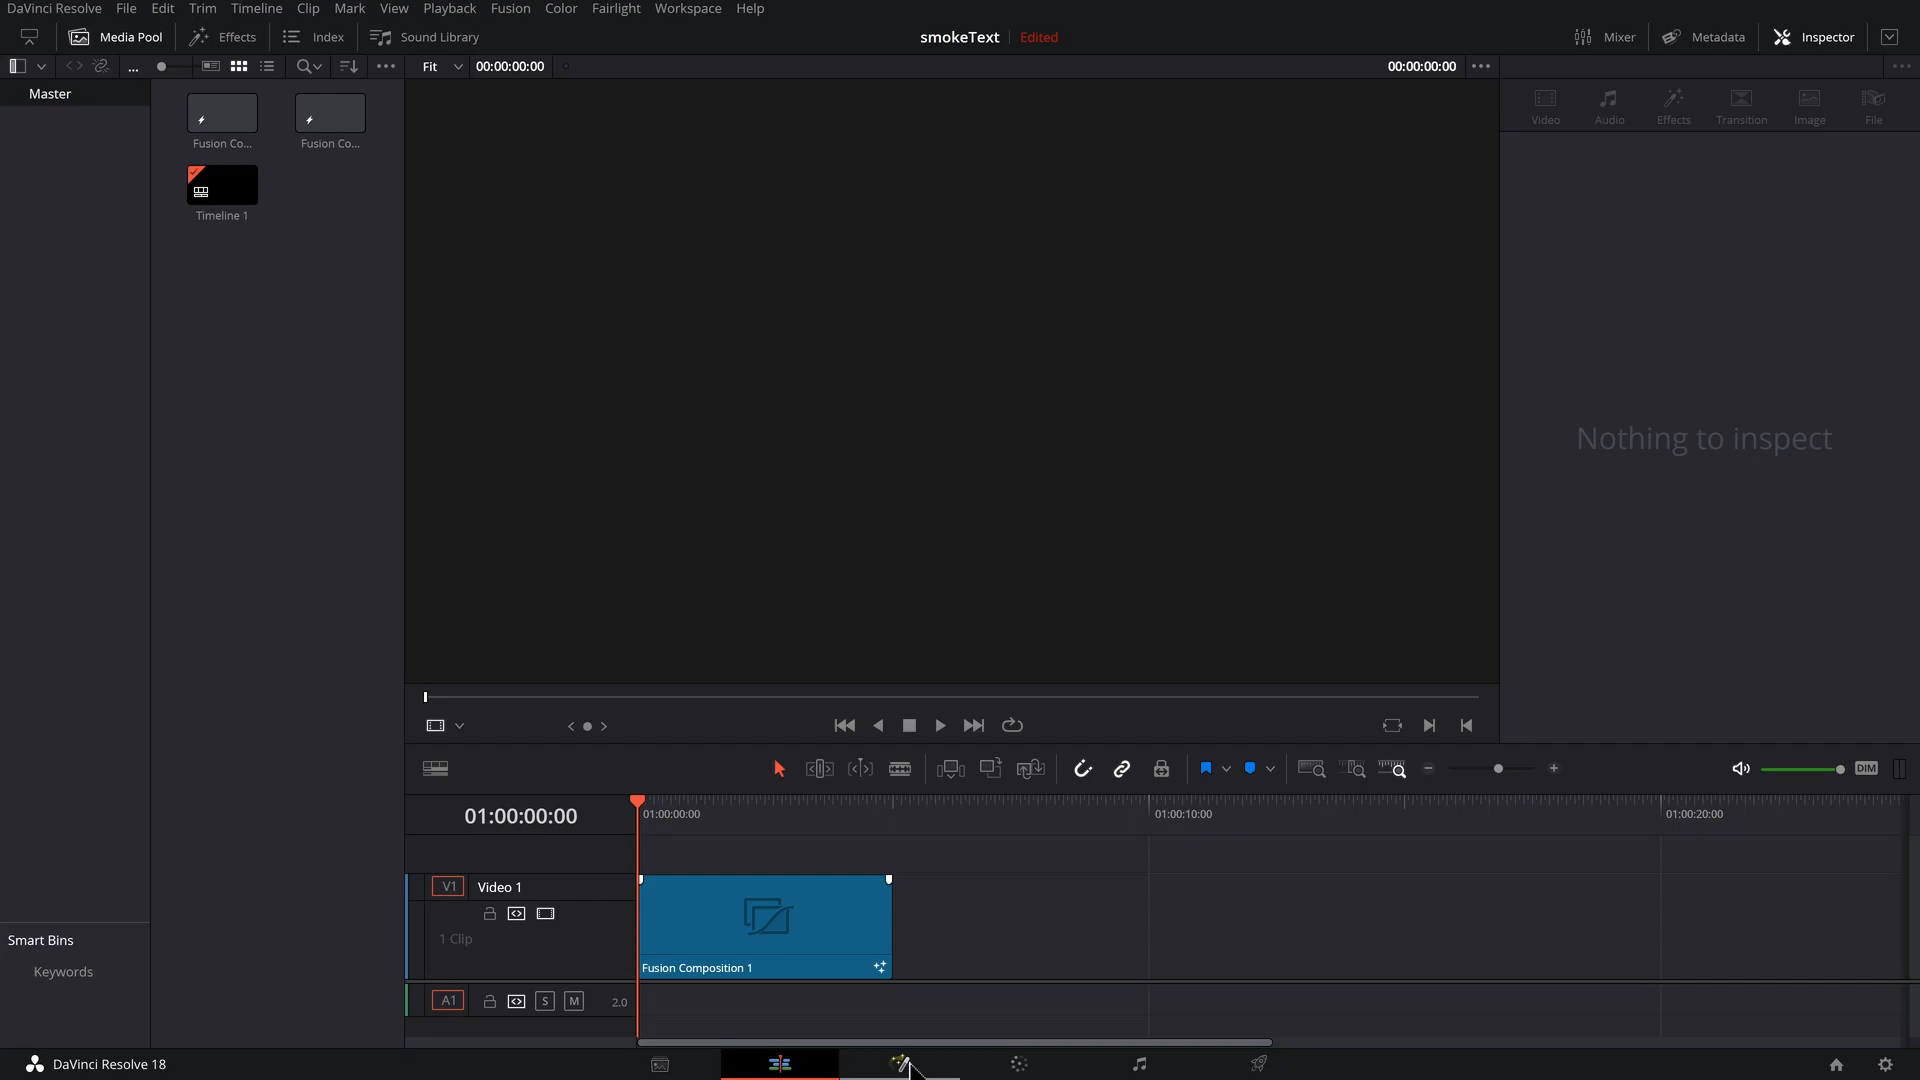 DaVinci Resolve File Edit Trim Timeline Clip Mark View Playback Fusion Color Fairlight Workspace Help
Media Pool Effects Index Sound Library smokeText Edited Mixer Metadata Inspector
Fit 00:00:00:00 00:00:00:00
Master
Video Audio Effects Transition Image File
Fusion Co... Fusion Co...
Timeline 1
Nothing to inspect
DIM
01:00:00:00 01:00:00:00 01:00:10:00 01:00:20:00
V1 Video 1
1 Clip
Fusion Composition 1
Smart Bins
Keywords
A1 S M 2.0
DaVinci Resolve 18